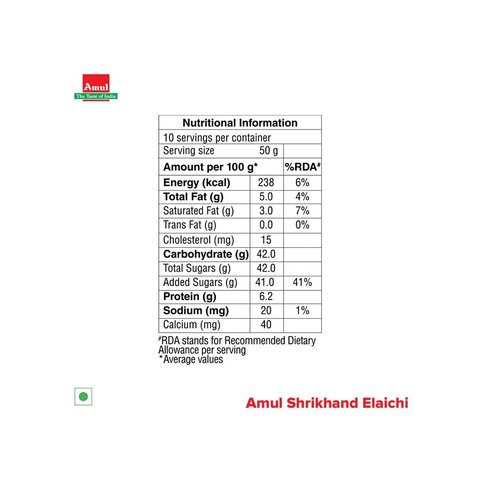 Amul
The Taste of India
Nutritional Information
10 servings per container
Serving size 50 g
Amount per 100 g* %RDA#
Energy (kcal) 238 6%
Total Fat (g) 5.0 4%
Saturated Fat (g) 3.0 7%
Trans Fat (g) 0.0 0%
Cholesterol (mg) 15
Carbohydrate (g) 42.0
Total Sugars (g) 42.0
Added Sugars (g) 41.0 41%
Protein (g) 6.2
Sodium (mg) 20 1%
Calcium (mg) 40
#RDA stands for Recommended Dietary
Allowance per serving
*Average values
Amul Shrikhand Elaichi